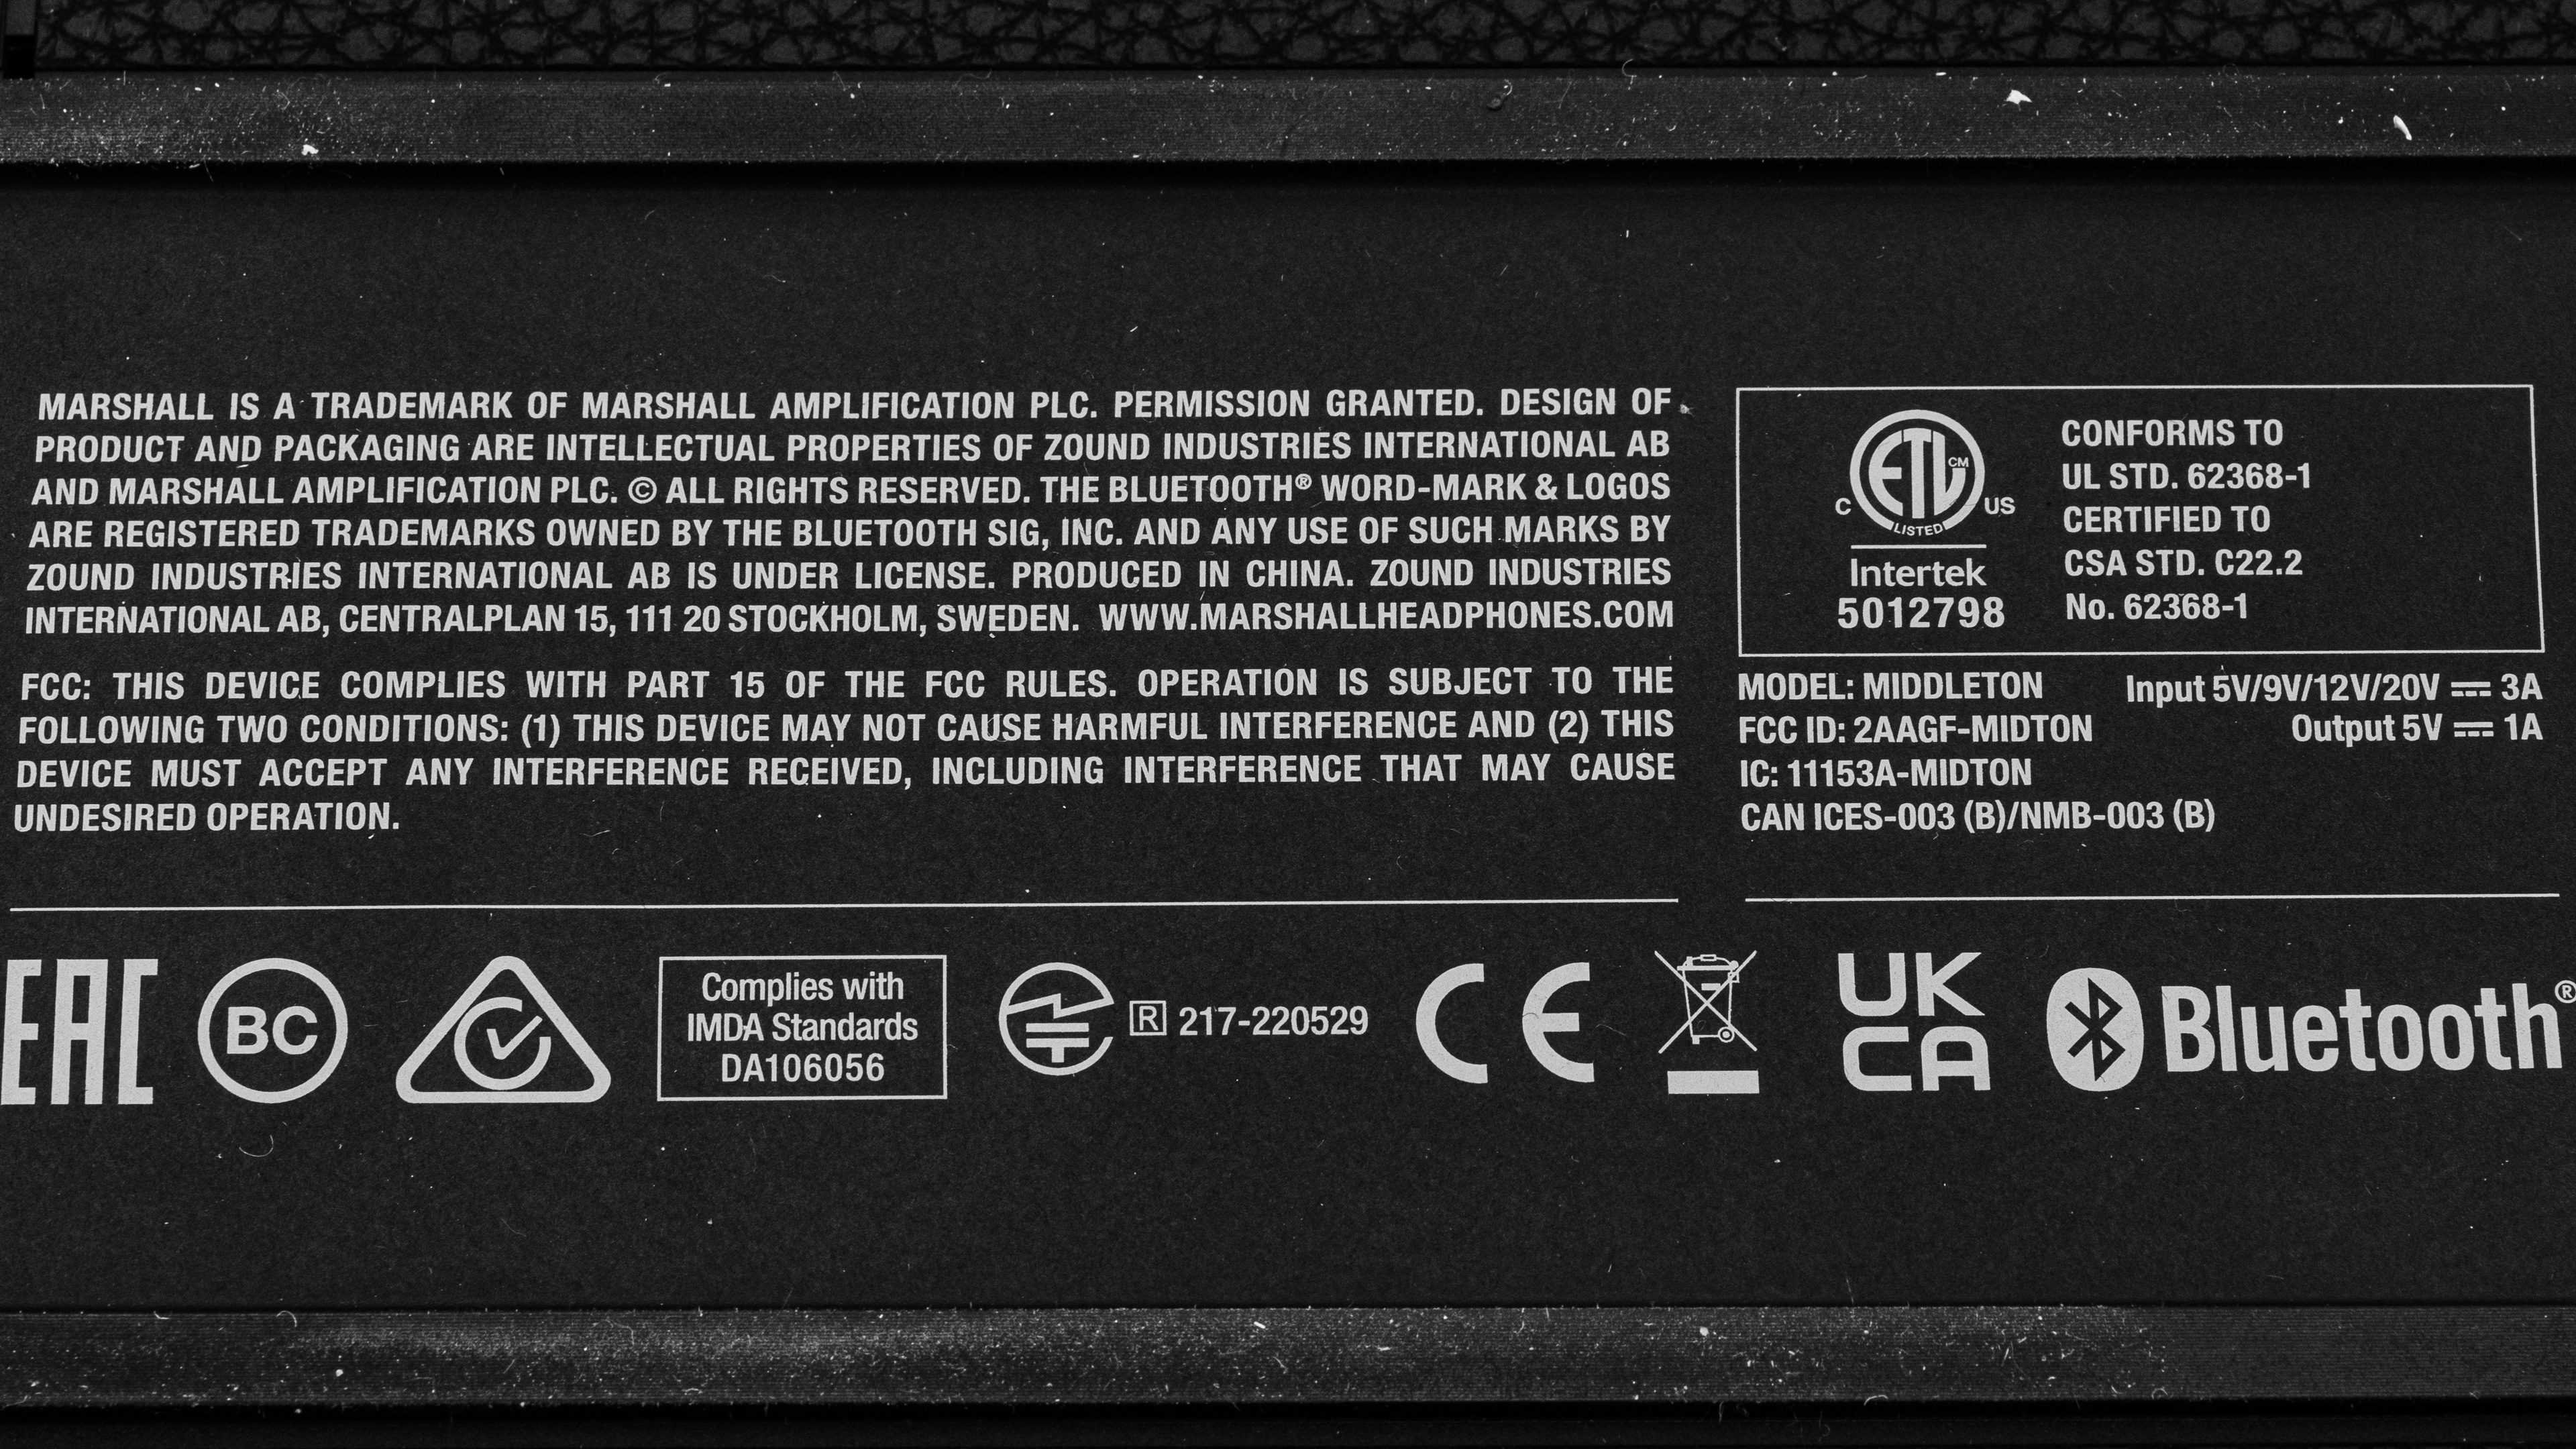 MARSHALL IS A TRADEMARK OF MARSHALL AMPLIFICATION PLC. PERMISSION GRANTED. DESIGN OF
PRODUCT AND PACKAGING ARE INTELLECTUAL PROPERTIES OF ZOUND INDUSTRIES INTERNATIONAL AB
AND MARSHALL AMPLIFICATION PLC. © ALL RIGHTS RESERVED. THE BLUETOOTH® WORD-MARK & LOGOS
ARE REGISTERED TRADEMARKS OWNED BY THE BLUETOOTH SIG, INC. AND ANY USE OF SUCH MARKS BY
ZOUND INDUSTRIES INTERNATIONAL AB IS UNDER LICENSE. PRODUCED IN CHINA. ZOUND INDUSTRIES
INTERNATIONAL AB, CENTRALPLAN 15, 111 20 STOCKHOLM, SWEDEN. WWW.MARSHALLHEADPHONES.COM
FCC: THIS DEVICE COMPLIES WITH PART 15 OF THE FCC RULES. OPERATION IS SUBJECT TO THE
FOLLOWING TWO CONDITIONS: (1) THIS DEVICE MAY NOT CAUSE HARMFUL INTERFERENCE AND (2) THIS
DEVICE MUST ACCEPT ANY INTERFERENCE RECEIVED, INCLUDING INTERFERENCE THAT MAY CAUSE
UNDESIRED OPERATION.
ETL CM
C LISTED US
Intertek
5012798
CONFORMS TO
UL STD. 62368-1
CERTIFIED TO
CSA STD. C22.2
No. 62368-1
MODEL: MIDDLETON
FCC ID: 2AAGF-MIDTON
IC: 11153A-MIDTON
CAN ICES-003 (B)/NMB-003 (B)
Input 5V/9V/12V/20V ⎓ 3A
Output 5V ⎓ 1A
EAC
BC
Complies with
IMDA Standards
DA106056
R 217-220529
CE
UK
CA
Bluetooth®